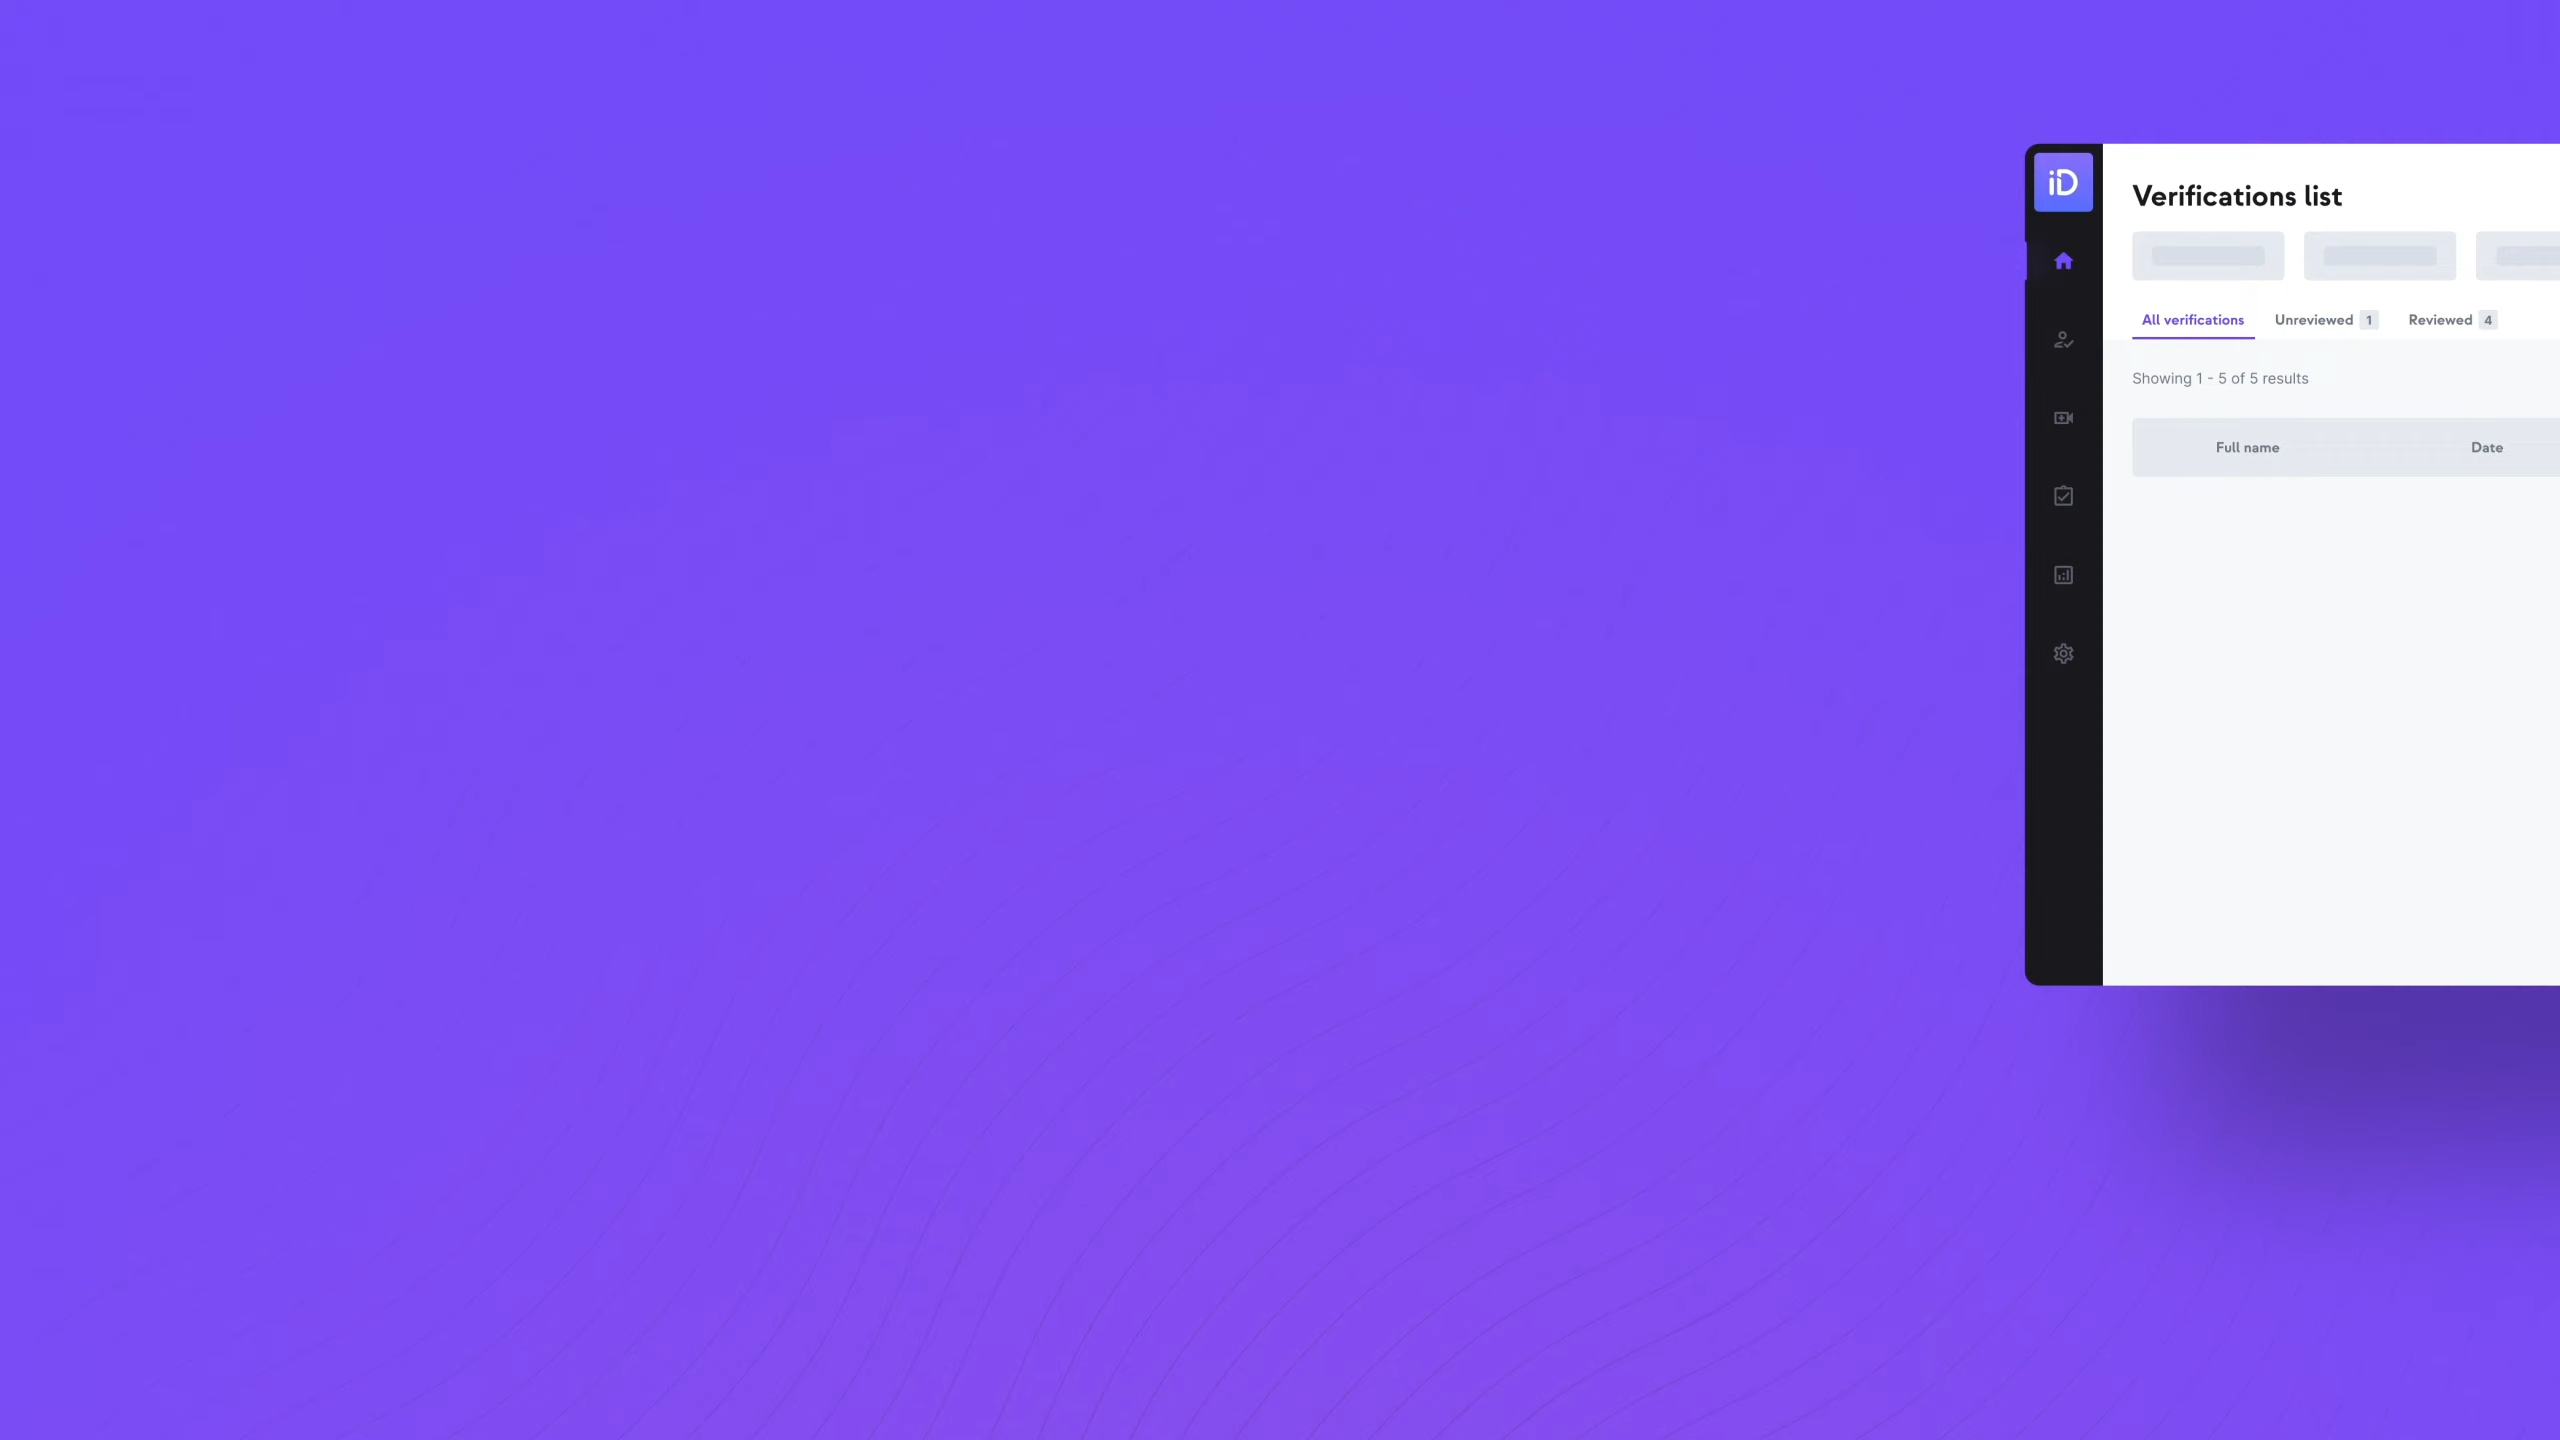 iD
Verifications list
All verifications Unreviewed 1 Reviewed 4
Showing 1 - 5 of 5 results
Full name Date